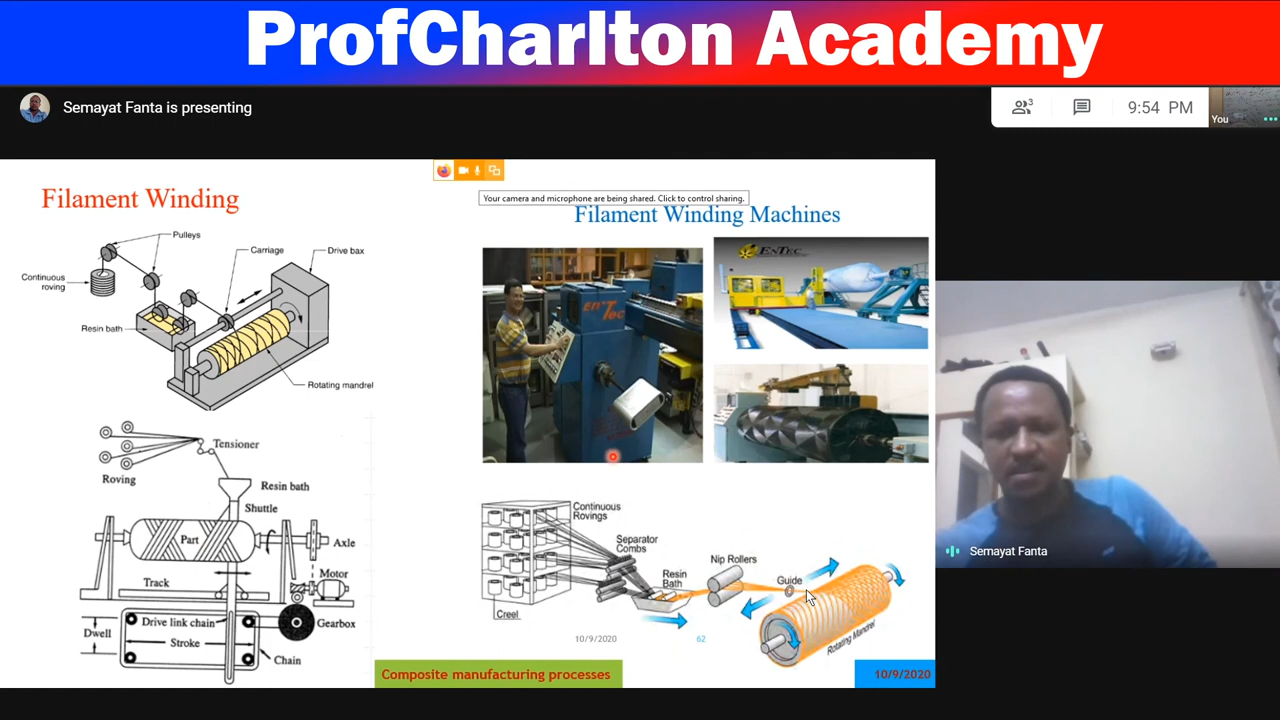 ProfCharlton Academy
Semayat Fanta is presenting
3
9:54 PM
You
Your camera and microphone are being shared. Click to control sharing.
Filament Winding
Filament Winding Machines
Pulleys
Carriage
Drive bax
Continuous
roving
Resin bath
Rotating mandrel
ENTEC
EnTec
Tensioner
Roving
Resin bath
Shuttle
Part
Axle
Track
Motor
Drive link chain
Gearbox
Dwell
Stroke
Chain
Continuous
Rovings
Separator
Combs
Resin
Bath
Nip Rollers
Guide
Creel
Rotating Mandrel
10/9/2020
62
Composite manufacturing processes
10/9/2020
Semayat Fanta